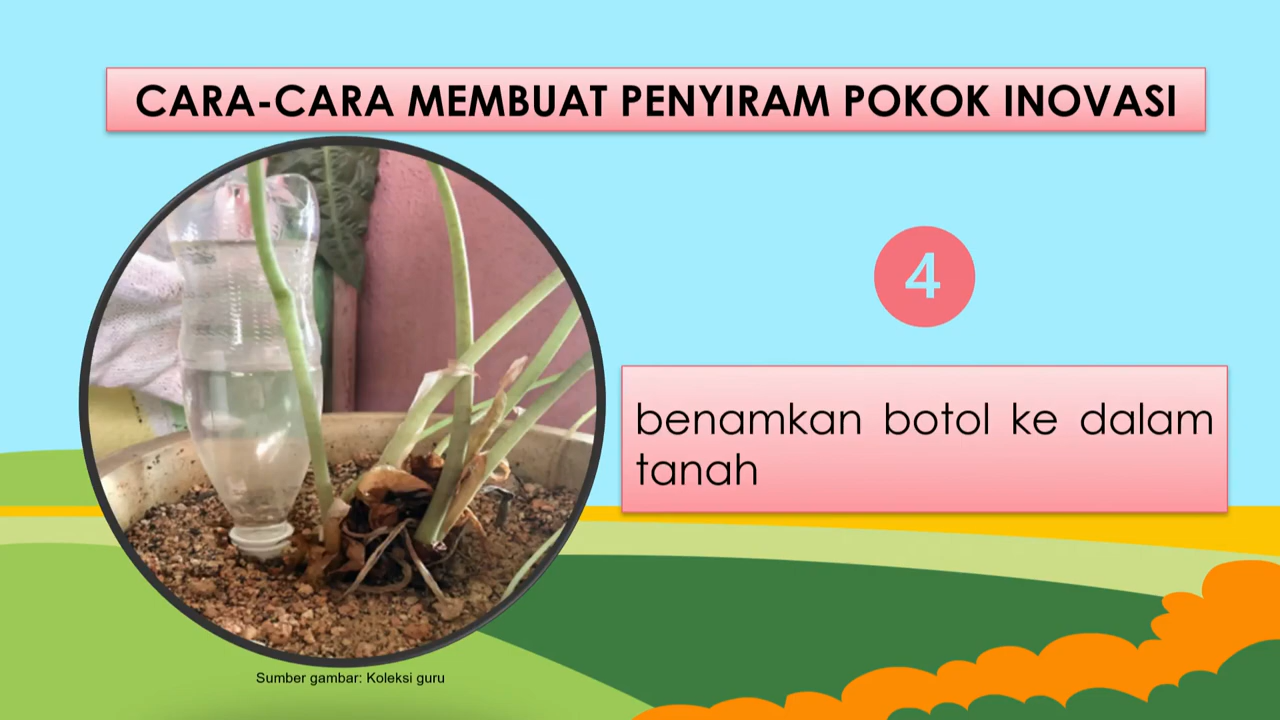 CARA-CARA MEMBUAT PENYIRAM POKOK INOVASI
4
benamkan botol ke dalam
tanah
Sumber gambar: Koleksi guru